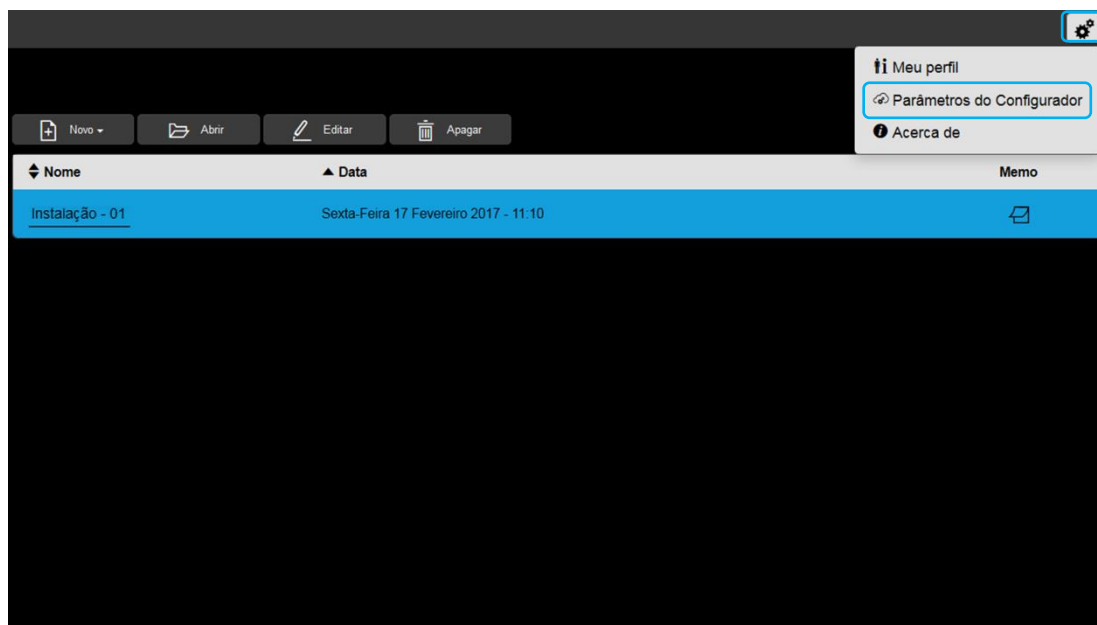 Meu perfil
Parâmetros do Configurador
Acerca de
Novo Abrir Editar Apagar
Nome Data Memo
Instalação - 01 Sexta-Feira 17 Fevereiro 2017 - 11:10